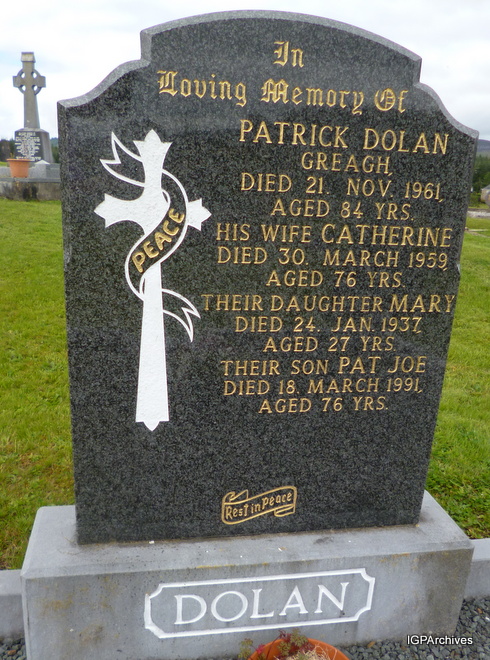 In
Loving Memory Of
PATRICK DOLAN
GREAGH,
DIED 21. NOV. 1961,
AGED 84 YRS.
HIS WIFE CATHERINE
DIED 30. MARCH 1959,
AGED 76 YRS.
THEIR DAUGHTER MARY
DIED 24. JAN. 1937.
AGED 27 YRS.
THEIR SON PAT JOE
DIED 18. MARCH 1991,
AGED 76 YRS.
PEACE
Rest in Peace
DOLAN
IGPArchives